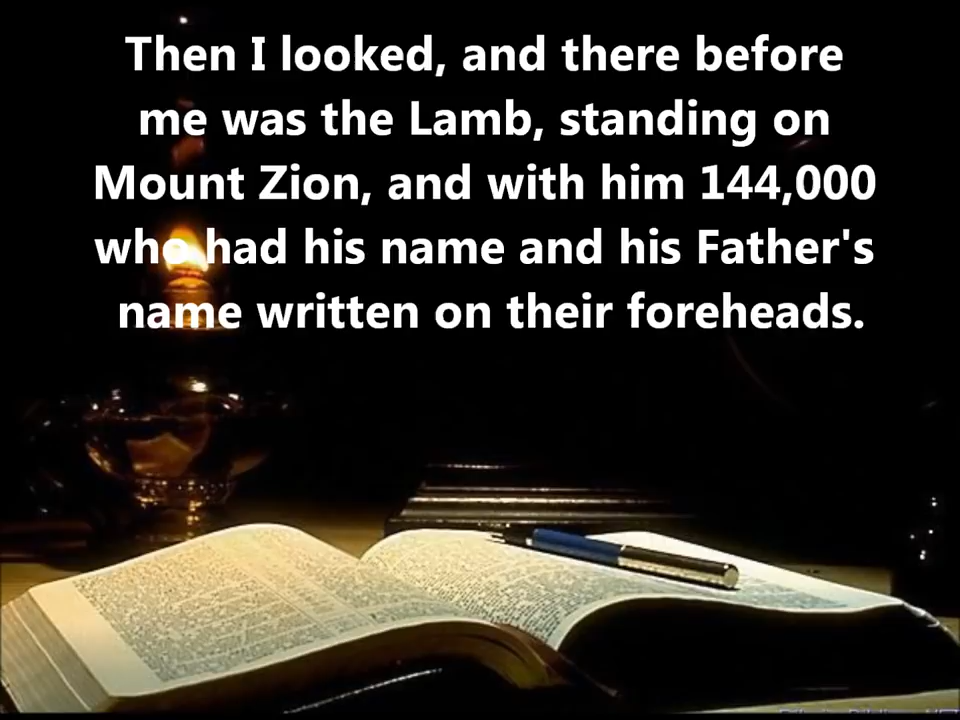 Then I looked, and there before
me was the Lamb, standing on
Mount Zion, and with him 144,000
who had his name and his Father's
name written on their foreheads.